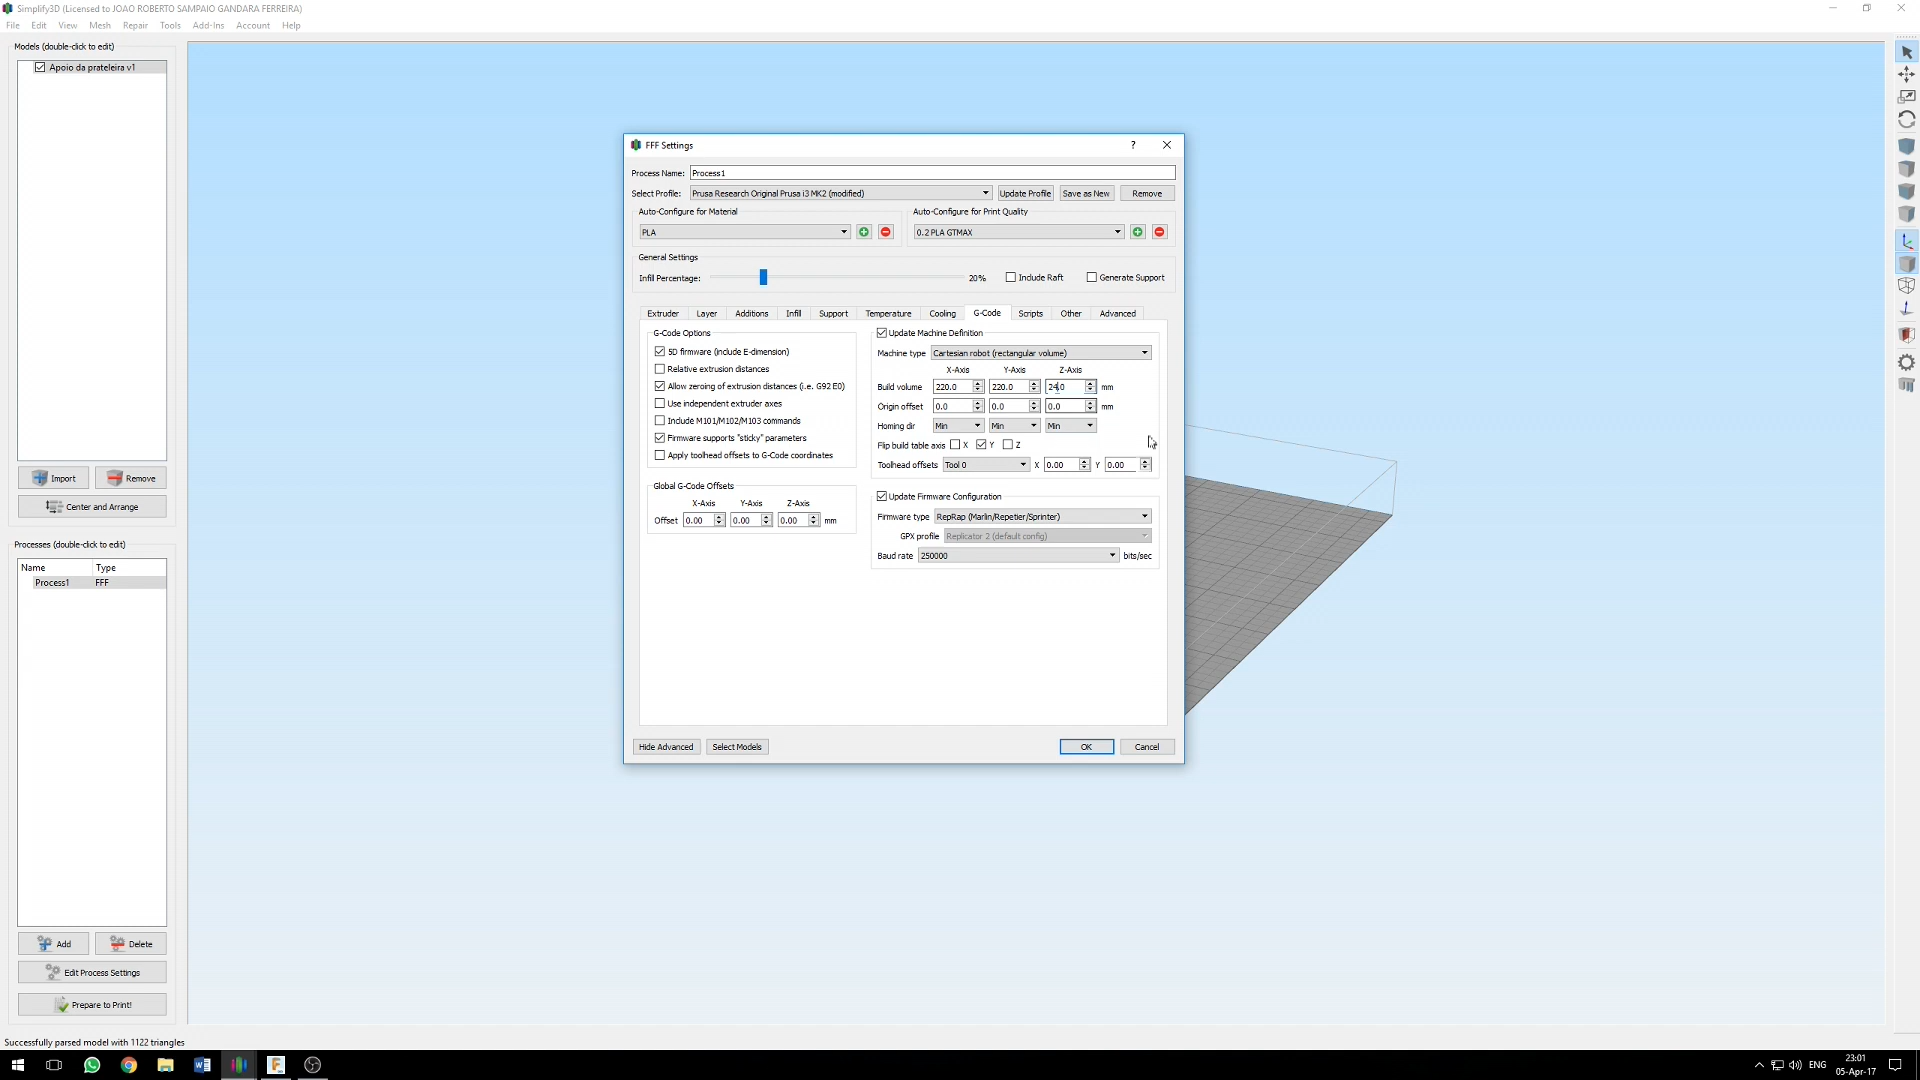 Simplify3D (Licensed to JOAO ROBERTO SAMPAIO GANDARA FERREIRA)
File Edit View Mesh Repair Tools Add-Ins Account Help
Models (double-click to edit)
Apoio da prateleira v1
Import Remove
Center and Arrange
Processes (double-click to edit)
Name Type
Process1 FFF
Add Delete
Edit Process Settings
Prepare to Print!
Successfully parsed model with 1122 triangles
FFF Settings ?
Process Name: Process1
Select Profile: Prusa Research Original Prusa i3 MK2 (modified) Update Profile Save as New Remove
Auto-Configure for Material Auto-Configure for Print Quality
PLA 0.2 PLA GTMAX
General Settings
Infill Percentage: 20% Include Raft Generate Support
Extruder Layer Additions Infill Support Temperature Cooling G-Code Scripts Other Advanced
G-Code Options
5D firmware (include E-dimension)
Relative extrusion distances
Allow zeroing of extrusion distances (i.e. G92 E0)
Use independent extruder axes
Include M101/M102/M103 commands
Firmware supports "sticky" parameters
Apply toolhead offsets to G-Code coordinates
Global G-Code Offsets
X-Axis Y-Axis Z-Axis
Offset 0.00 0.00 0.00 mm
Update Machine Definition
Machine type Cartesian robot (rectangular volume)
X-Axis Y-Axis Z-Axis
Build volume 220.0 220.0 24.0 mm
Origin offset 0.0 0.0 0.0 mm
Homing dir Min Min Min
Flip build table axis X Y Z
Toolhead offsets Tool 0 X 0.00 Y 0.00
Update Firmware Configuration
Firmware type RepRap (Marlin/Repetier/Sprinter)
GPX profile Replicator 2 (default config)
Baud rate 250000 bits/sec
Hide Advanced Select Models OK Cancel
ENG
23:01
05-Apr-17